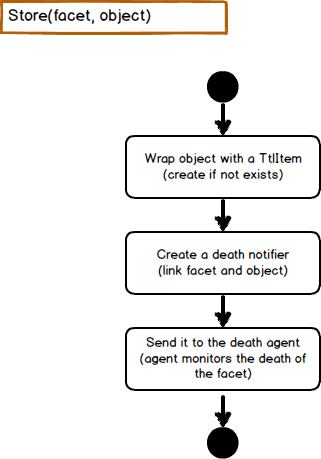 Store(facet, object)
Wrap object with a TtlItem
(create if not exists)
Create a death notifier
(link facet and object)
Send it to the death agent
(agent monitors the death of
the facet)